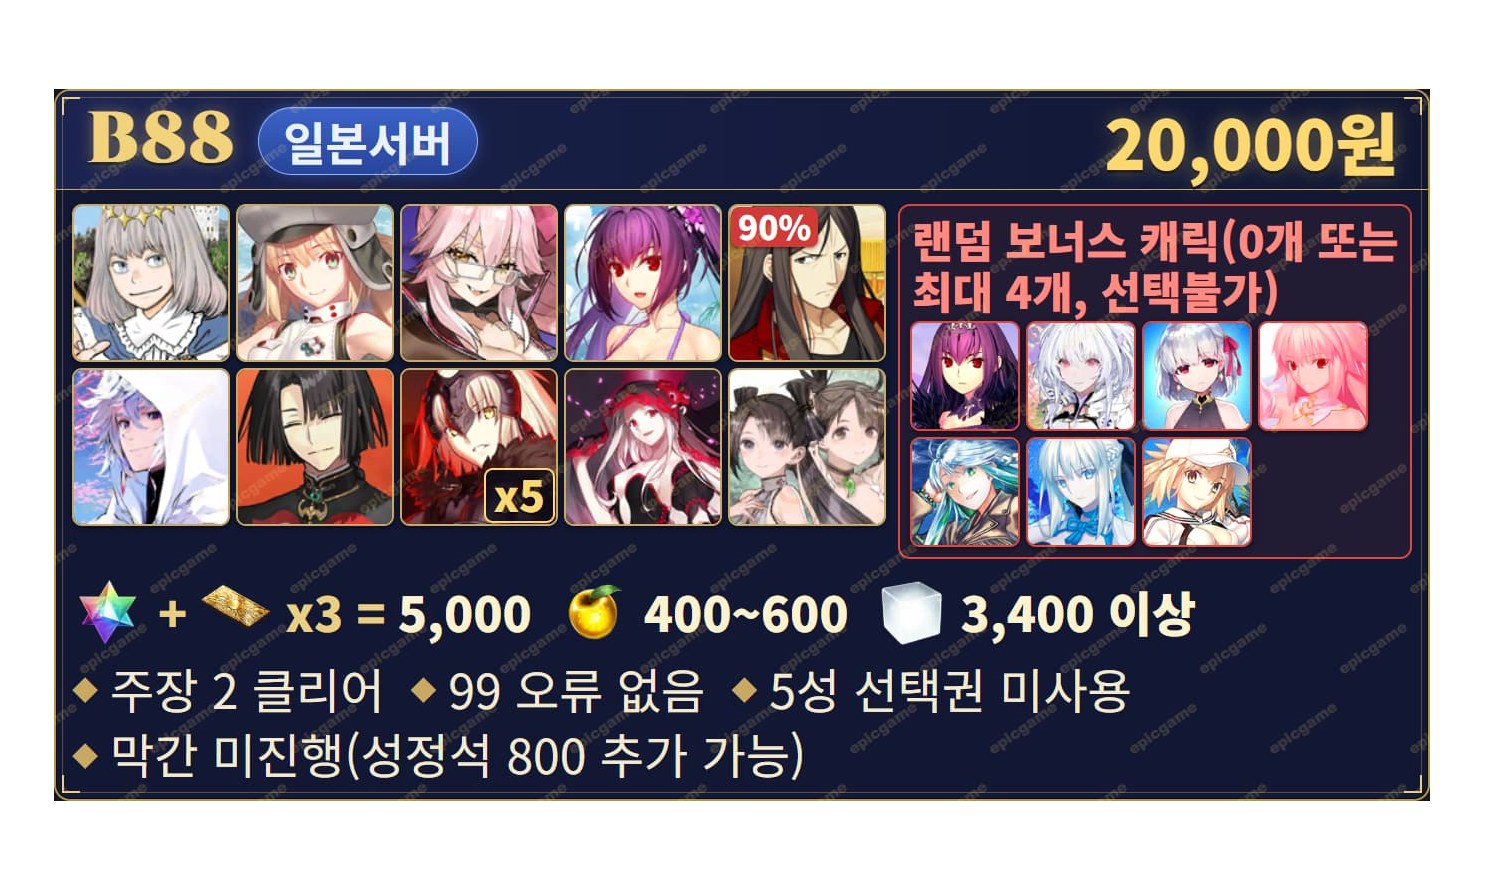 B88 일본서버 20,000원
90%
x5
랜덤 보너스 캐릭(0개 또는
최대 4개, 선택불가)
+ x3 = 5,000 400~600 3,400 이상
◆ 주장 2 클리어 ◆ 99 오류 없음 ◆ 5성 선택권 미사용
◆ 막간 미진행(성정석 800 추가 가능)
epicgame